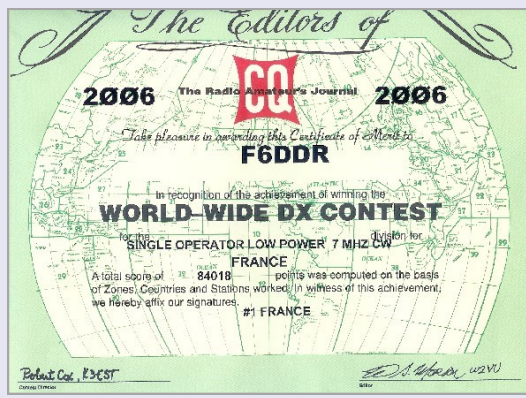 The Editors of
2006 The Radio Amateur's Journal 2006
CQ
Take pleasure in awarding this Certificate of Merit to
F6DDR
In recognition of the achievement of winning the
WORLD-WIDE DX CONTEST
for the division for
SINGLE OPERATOR LOW POWER 7 MHZ CW
FRANCE
A total score of 84018 points was computed on the basis
of Zones, Countries and Stations worked. In witness of this achievement,
we hereby affix our signatures.
#1 FRANCE
Robert Cox, K3EST W2VU
Contest Director Editor